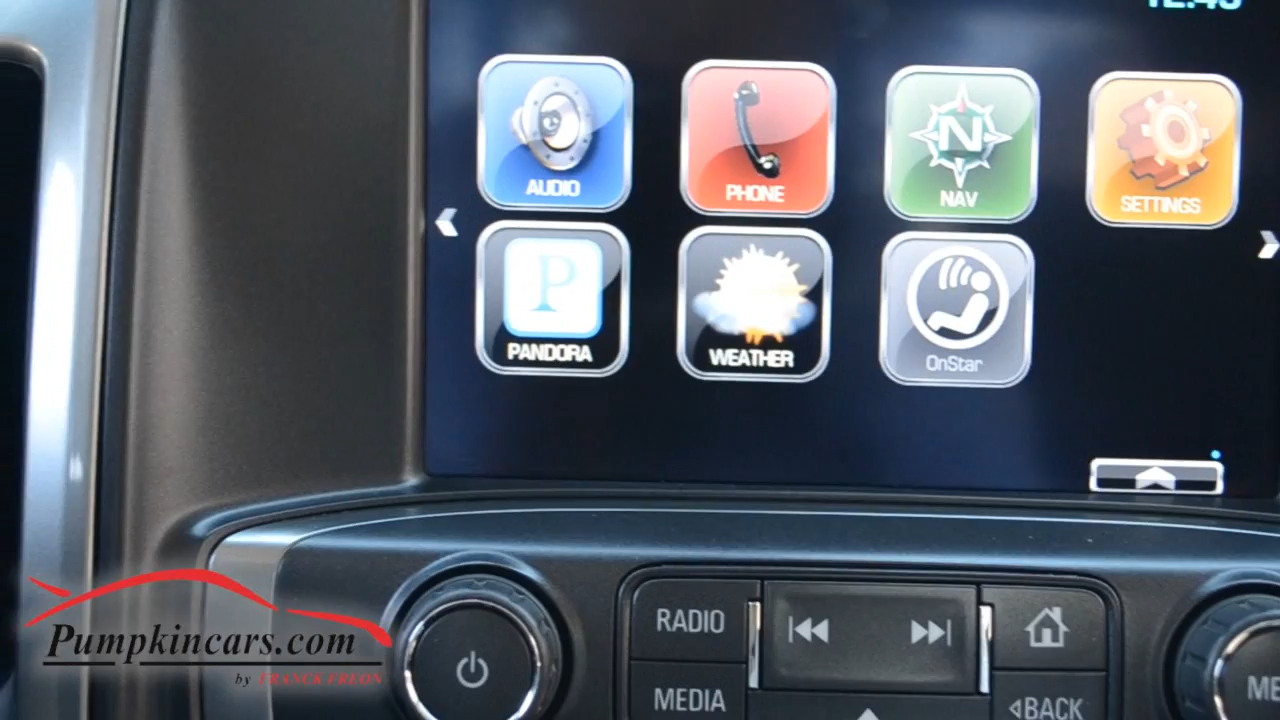 AUDIO
PHONE
NAV
SETTINGS
N
P
PANDORA
WEATHER
OnStar
RADIO
MEDIA
BACK
Pumpkincars.com
by FRANCK FREON